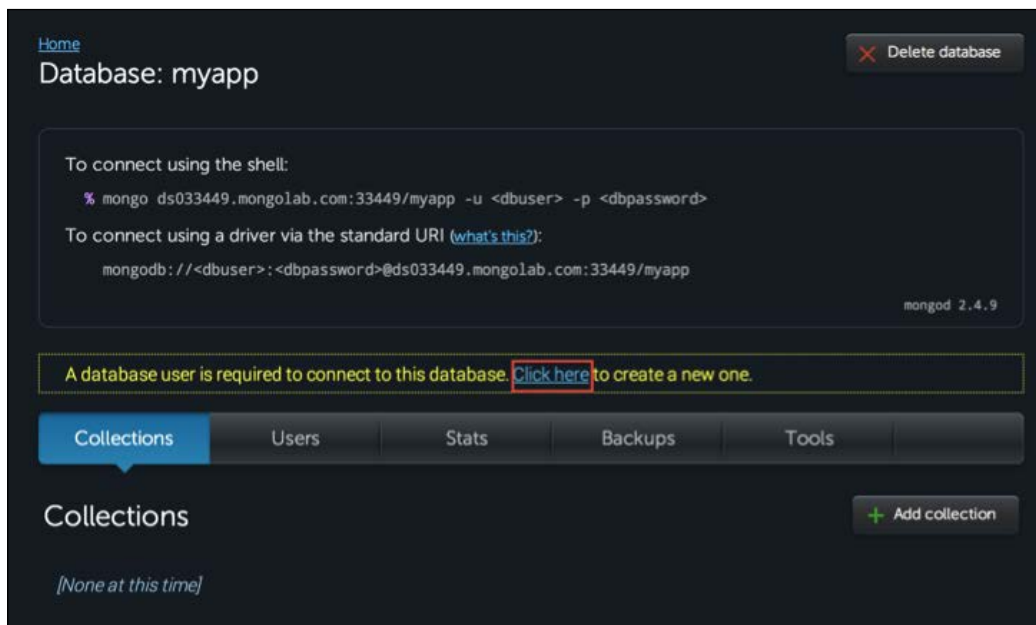 Home
Database: myapp
Delete database
To connect using the shell:
% mongo ds033449.mongolab.com:33449/myapp -u <dbuser> -p <dbpassword>
To connect using a driver via the standard URI (what's this?):
mongodb://<dbuser>:<dbpassword>@ds033449.mongolab.com:33449/myapp
mongod 2.4.9
A database user is required to connect to this database. Click here to create a new one.
Collections Users Stats Backups Tools
Collections
+ Add collection
[None at this time]